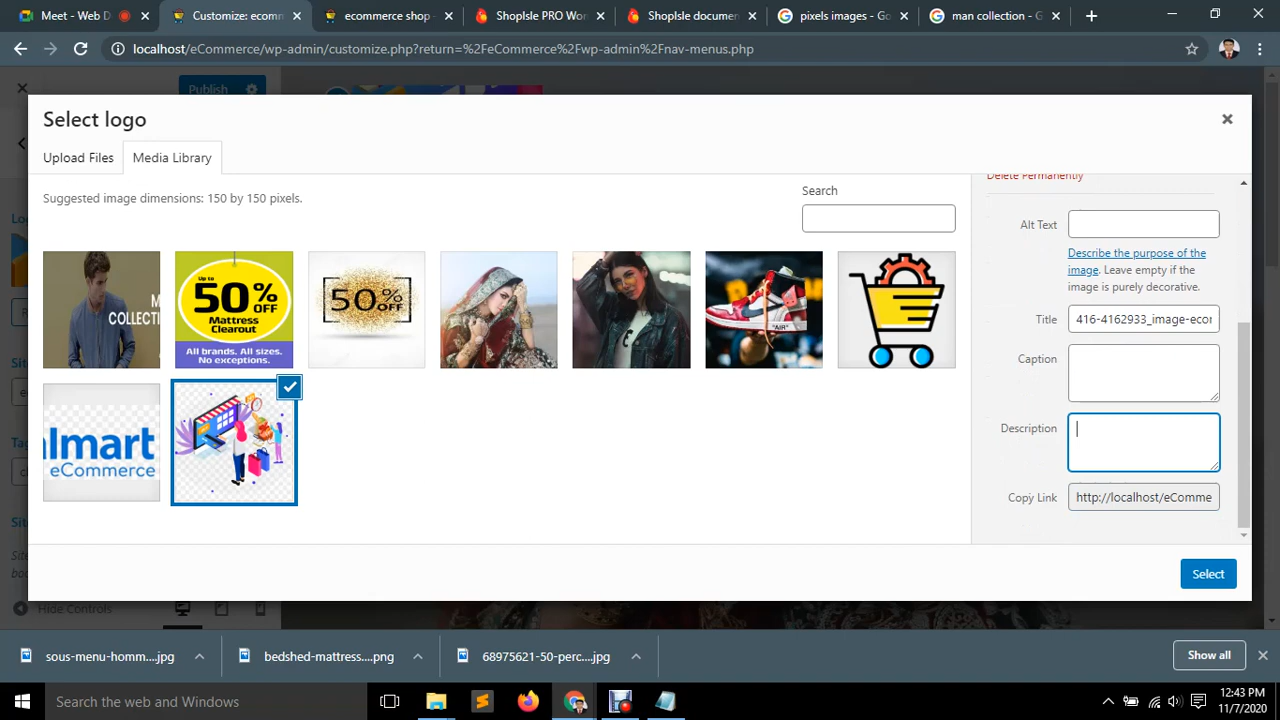 Meet - Web D
Customize: ecomm
ecommerce shop -
ShopIsle PRO Wor
ShopIsle documen
pixels images - Go
man collection - G
localhost/eCommerce/wp-admin/customize.php?return=%2FeCommerce%2Fwp-admin%2Fnav-menus.php
Publish
Select logo
Upload Files
Media Library
Suggested image dimensions: 150 by 150 pixels.
Search
Delete Permanently
Alt Text
Describe the purpose of the
image. Leave empty if the
image is purely decorative.
Title
416-4162933_image-ecor
Caption
Description
Copy Link
http://localhost/eComme
M
COLLECTI
Up to
50%
OFF
Mattress
Clearout
All brands. All sizes.
No exceptions.
50%
OFF
"AIR"
lmart
eCommerce
Select
Hide Controls
sous-menu-homm....jpg
bedshed-mattress....png
68975621-50-perc....jpg
Show all
Search the web and Windows
12:43 PM
11/7/2020